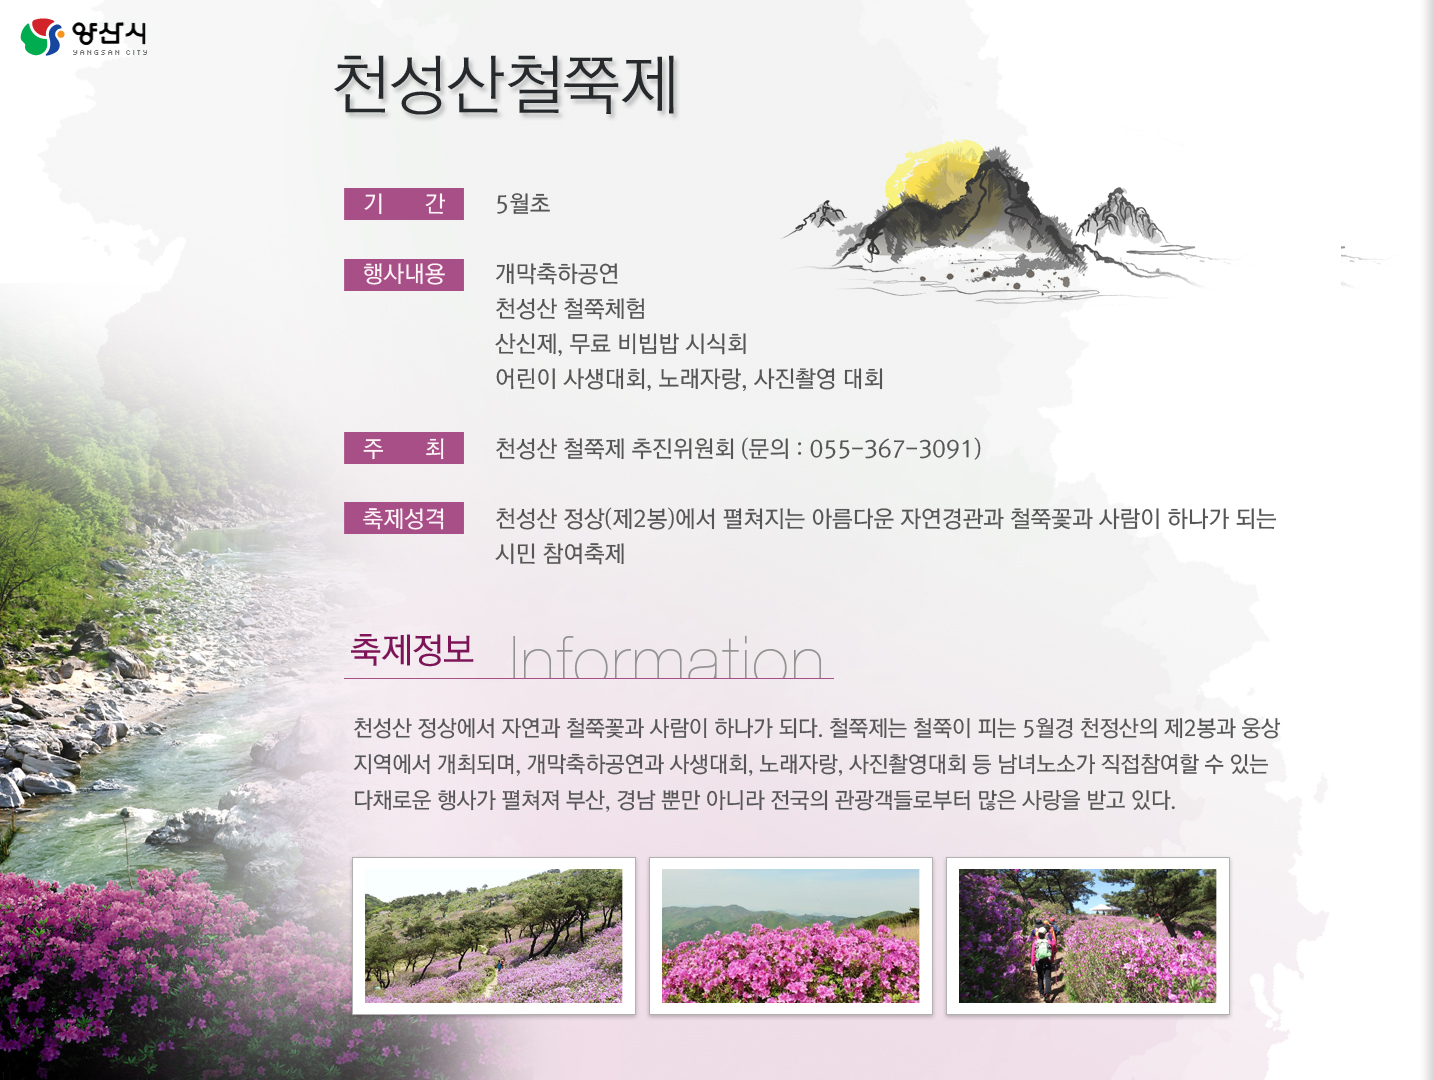 양산시
YANGSAN CITY
천성산철쭉제
기 간 5월초
행사내용 개막축하공연
천성산 철쭉체험
산신제, 무료 비빕밥 시식회
어린이 사생대회, 노래자랑, 사진촬영 대회
주 최 천성산 철쭉제 추진위원회 (문의 : 055-367-3091)
축제성격 천성산 정상(제2봉)에서 펼쳐지는 아름다운 자연경관과 철쭉꽃과 사람이 하나가 되는
시민 참여축제
축제정보 Information
천성산 정상에서 자연과 철쭉꽃과 사람이 하나가 되다. 철쭉제는 철쭉이 피는 5월경 천정산의 제2봉과 웅상
지역에서 개최되며, 개막축하공연과 사생대회, 노래자랑, 사진촬영대회 등 남녀노소가 직접참여할 수 있는
다채로운 행사가 펼쳐져 부산, 경남 뿐만 아니라 전국의 관광객들로부터 많은 사랑을 받고 있다.